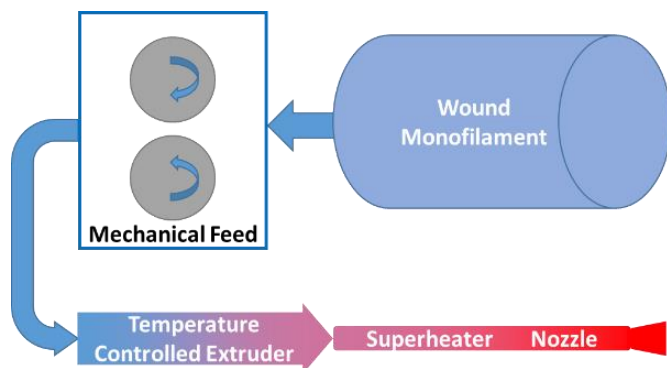 Wound
Monofilament
Mechanical Feed
Temperature
Controlled Extruder
Superheater
Nozzle